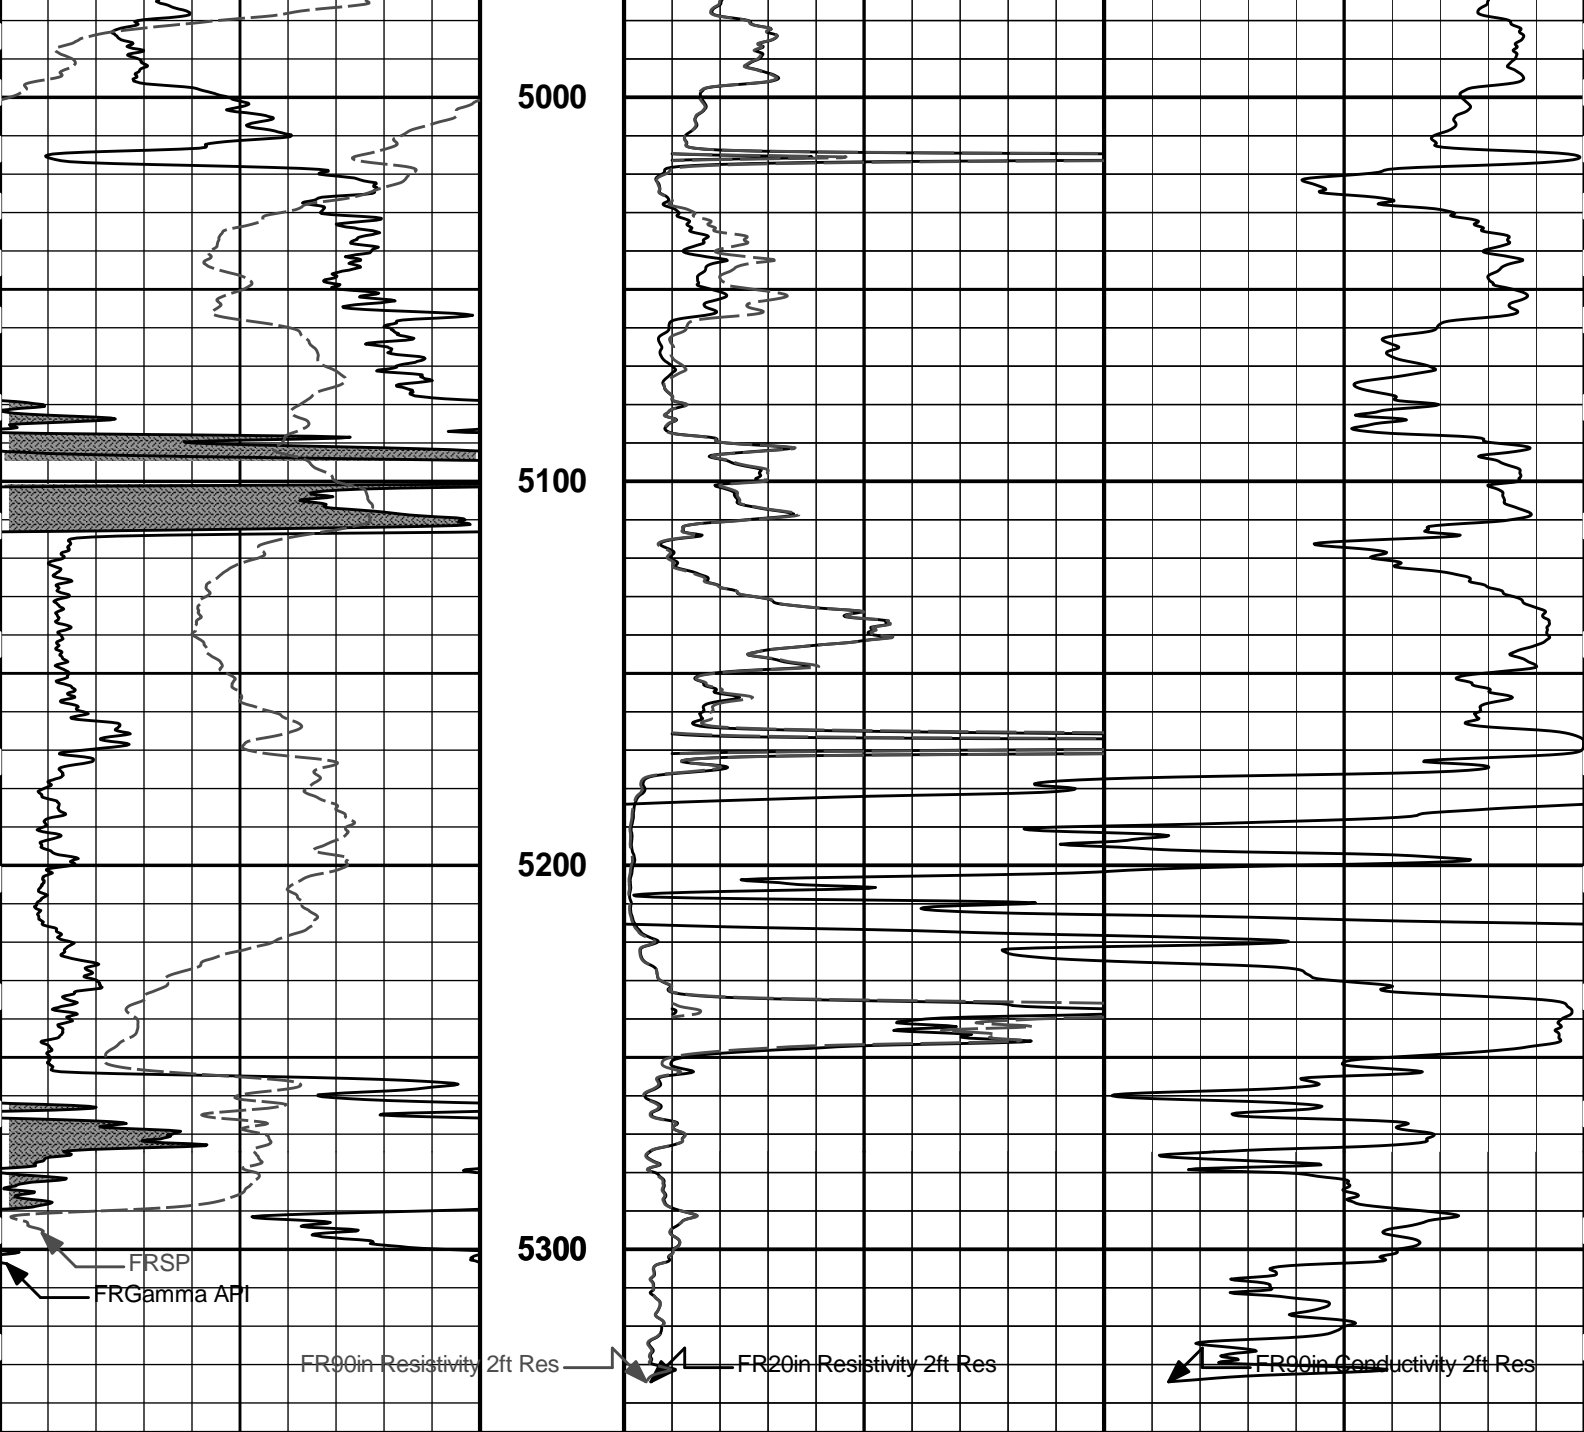 5000
5100
5200
5300
FRSP
FRGamma API
FR90in Resistivity 2ft Res
FR20in Resistivity 2ft Res
FR90in Conductivity 2ft Res